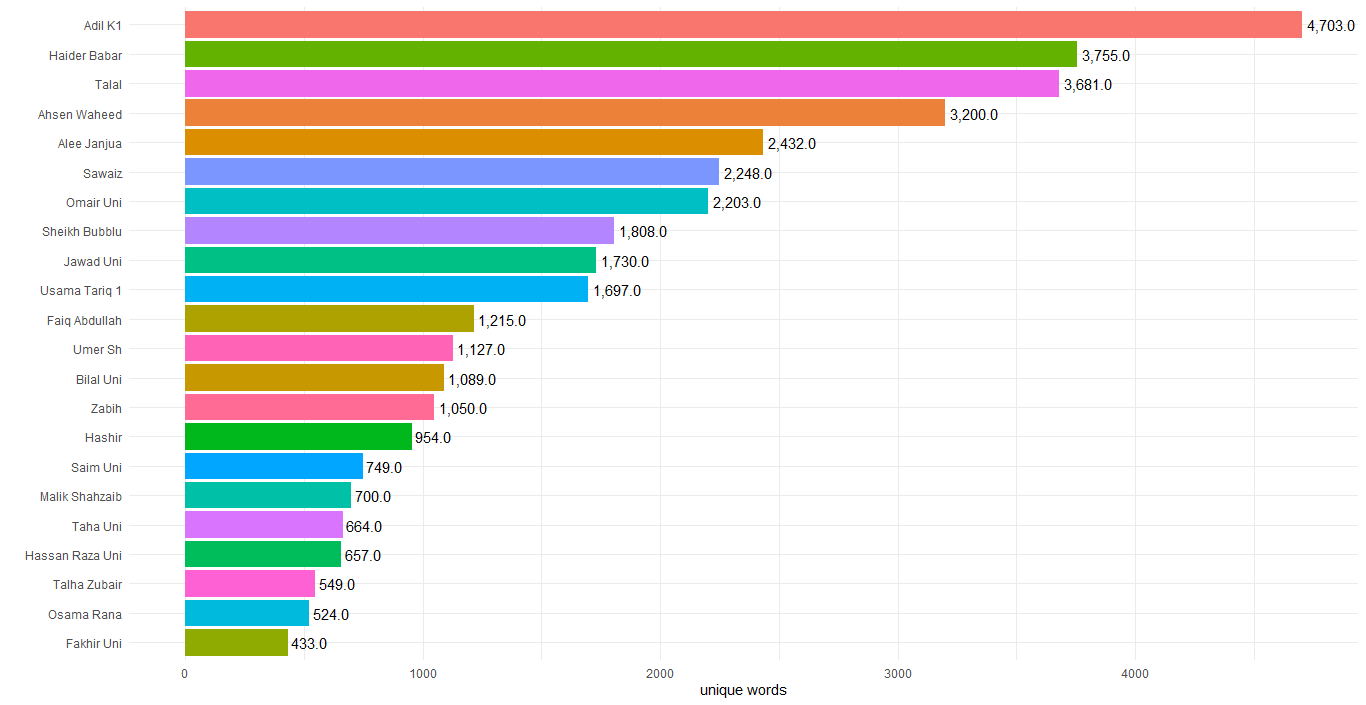 Adil K1 4,703.0
Haider Babar 3,755.0
Talal 3,681.0
Ahsen Waheed 3,200.0
Alee Janjua 2,432.0
Sawaiz 2,248.0
Omair Uni 2,203.0
Sheikh Bubblu 1,808.0
Jawad Uni 1,730.0
Usama Tariq 1 1,697.0
Faiq Abdullah 1,215.0
Umer Sh 1,127.0
Bilal Uni 1,089.0
Zabih 1,050.0
Hashir 954.0
Saim Uni 749.0
Malik Shahzaib 700.0
Taha Uni 664.0
Hassan Raza Uni 657.0
Talha Zubair 549.0
Osama Rana 524.0
Fakhir Uni 433.0
0 1000 2000 3000 4000
unique words